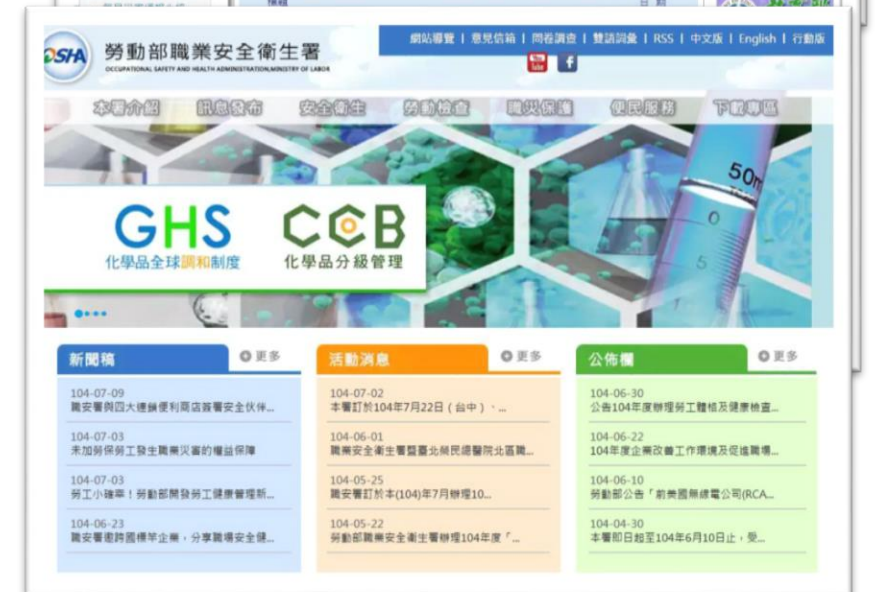 標題
日 期
OSHA
勞動部職業安全衛生署
OCCUPATIONAL SAFETY AND HEALTH ADMINISTRATION,MINISTRY OF LABOR
網站導覽 | 意見信箱 | 問卷調查 | 雙語詞彙 | RSS | 中文版 | English | 行動版
You Tube
f
本署介紹 訊息發布 安全衛生 勞動檢查 職災保護 便民服務 下載專區
50m
0
5
GHS
化學品全球調和制度
CCB
化學品分級管理
新聞稿
更多
104-07-09
職安署與四大連鎖便利商店簽署安全伙伴...
104-07-03
未加勞保勞工發生職業災害的權益保障
104-07-03
勞工小確幸！勞動部開發勞工健康管理新...
104-06-23
職安署邀跨國標竿企業，分享職場安全健...
活動消息
更多
104-07-02
本署訂於104年7月22日（台中）、...
104-06-01
職業安全衛生署暨臺北榮民總醫院北區職...
104-05-25
職安署訂於本(104)年7月辦理10...
104-05-22
勞動部職業安全衛生署辦理104年度「...
公佈欄
更多
104-06-30
公告104年度辦理勞工體格及健康檢查...
104-06-22
104年度企業改善工作環境及促進職場...
104-06-10
勞動部公告「前美國無線電公司(RCA...
104-04-30
本署即日起至104年6月10日止，受...